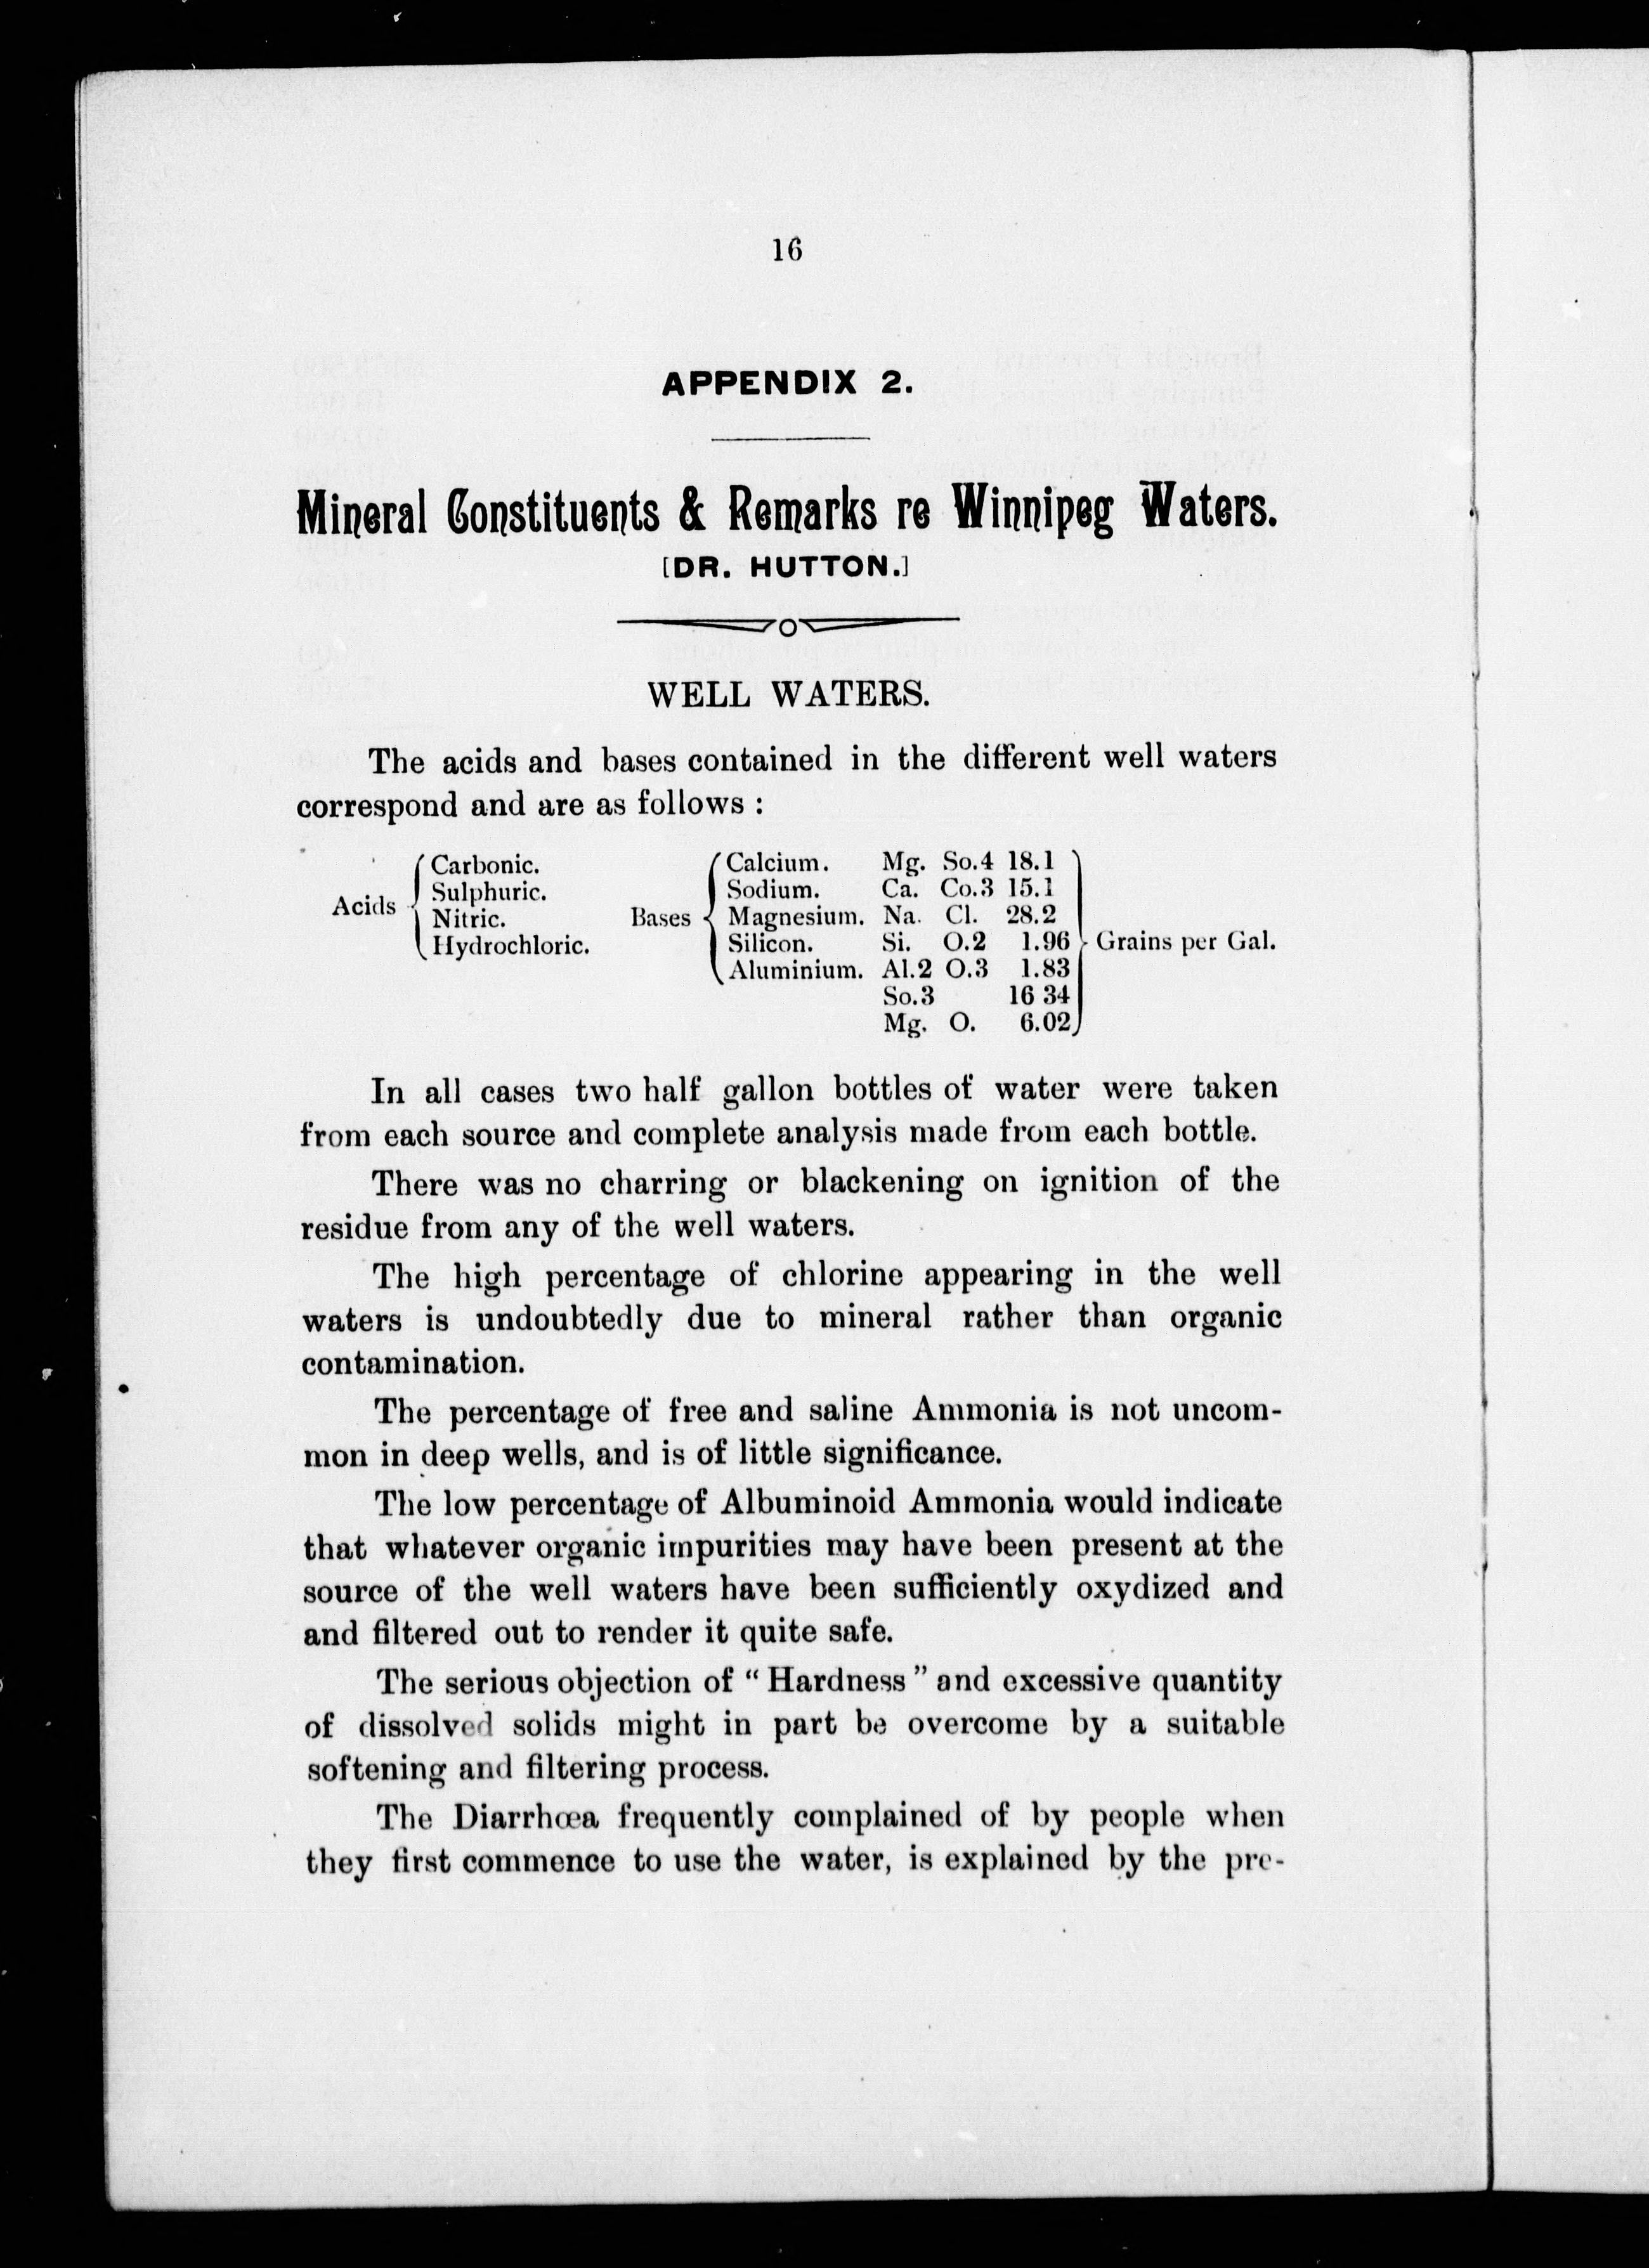 16
APPENDIX 2.
Mineral Constituents & Remarks re Winnipeg Waters.
[DR. HUTTON.]
WELL WATERS.
The acids and bases contained in the different well waters
correspond and are as follows :
Acids { Carbonic. Sulphuric. Nitric. Hydrochloric.
Bases { Calcium. Sodium. Magnesium. Silicon. Aluminium.
Mg. So.4 18.1
Ca. Co.3 15.1
Na. Cl. 28.2
Si. O.2 1.96
Al.2 O.3 1.83
So.3 16 34
Mg. O. 6.02
} Grains per Gal.
In all cases two half gallon bottles of water were taken
from each source and complete analysis made from each bottle.
There was no charring or blackening on ignition of the
residue from any of the well waters.
The high percentage of chlorine appearing in the well
waters is undoubtedly due to mineral rather than organic
contamination.
The percentage of free and saline Ammonia is not uncom-
mon in deep wells, and is of little significance.
The low percentage of Albuminoid Ammonia would indicate
that whatever organic impurities may have been present at the
source of the well waters have been sufficiently oxydized and
and filtered out to render it quite safe.
The serious objection of “ Hardness ” and excessive quantity
of dissolved solids might in part be overcome by a suitable
softening and filtering process.
The Diarrhœa frequently complained of by people when
they first commence to use the water, is explained by the pre-